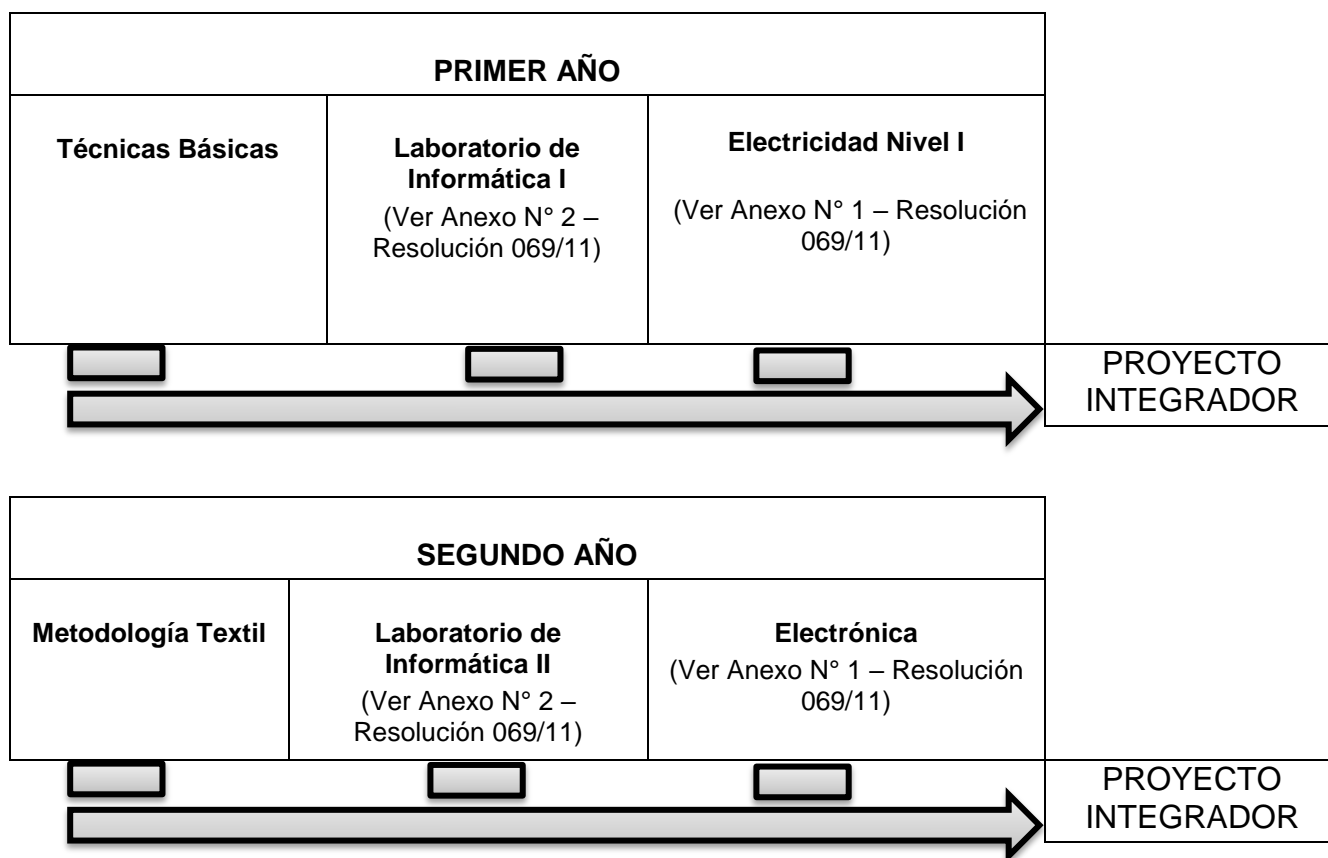 PRIMER AÑO
Técnicas Básicas
Laboratorio de
Informática I
(Ver Anexo N° 2 –
Resolución 069/11)
Electricidad Nivel I
(Ver Anexo N° 1 – Resolución
069/11)
PROYECTO
INTEGRADOR
SEGUNDO AÑO
Metodología Textil
Laboratorio de
Informática II
(Ver Anexo N° 2 –
Resolución 069/11)
Electrónica
(Ver Anexo N° 1 – Resolución
069/11)
PROYECTO
INTEGRADOR